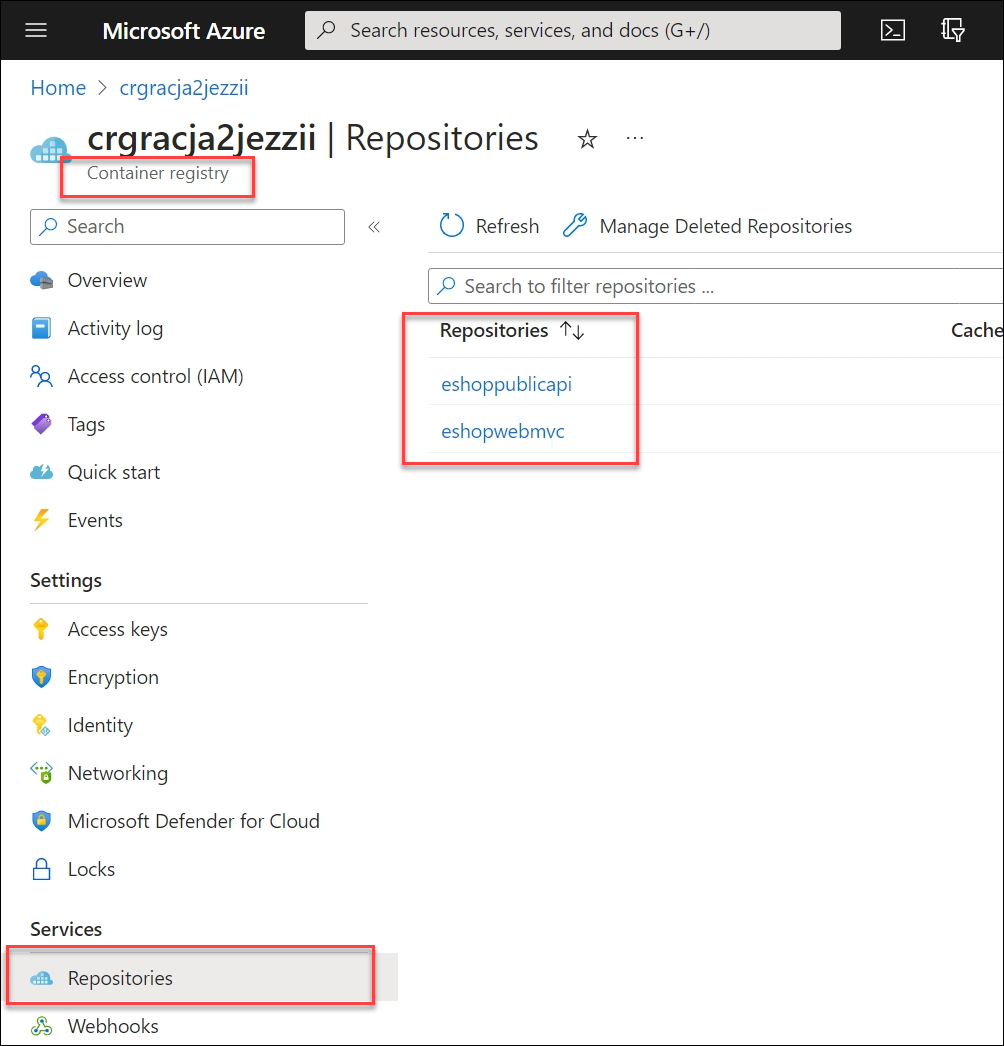 Microsoft Azure
Search resources, services, and docs (G+/)
Home > crgracja2jezzii
crgracja2jezzii | Repositories
Container registry
Search
Overview
Activity log
Access control (IAM)
Tags
Quick start
Events
Settings
Access keys
Encryption
Identity
Networking
Microsoft Defender for Cloud
Locks
Services
Repositories
Webhooks
Refresh
Manage Deleted Repositories
Search to filter repositories ...
Repositories
Cache
eshoppublicapi
eshopwebmvc